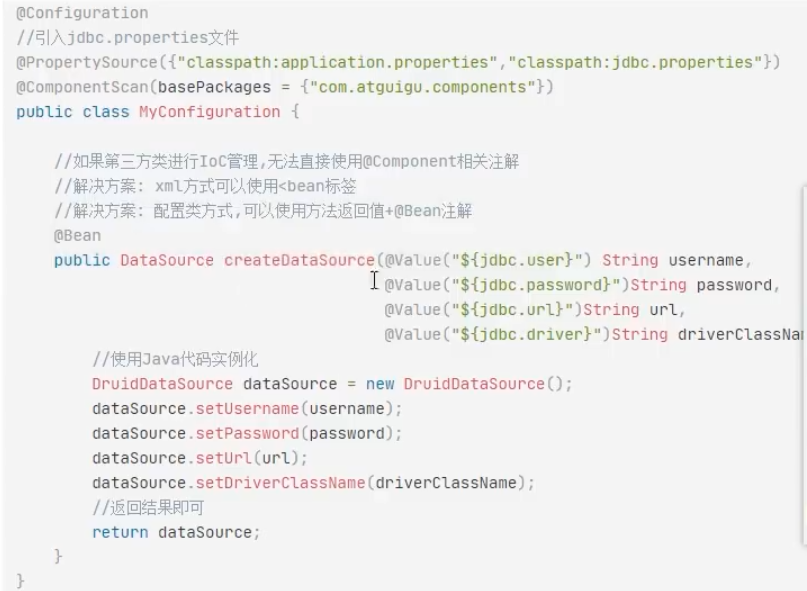 @Configuration
//引入jdbc.properties文件
@PropertySource({"classpath:application.properties","classpath:jdbc.properties"})
@ComponentScan(basePackages = {"com.atguigu.components"})
public class MyConfiguration {
//如果第三方类进行IoC管理,无法直接使用@Component相关注解
//解决方案: xml方式可以使用<bean标签
//解决方案: 配置类方式,可以使用方法返回值+@Bean注解
@Bean
public DataSource createDataSource(@Value("${jdbc.user}") String username,
@Value("${jdbc.password}")String password,
@Value("${jdbc.url}")String url,
@Value("${jdbc.driver}")String driverClassNa
//使用Java代码实例化
DruidDataSource dataSource = new DruidDataSource();
dataSource.setUsername(username);
dataSource.setPassword(password);
dataSource.setUrl(url);
dataSource.setDriverClassName(driverClassName);
//返回结果即可
return dataSource;
}
}